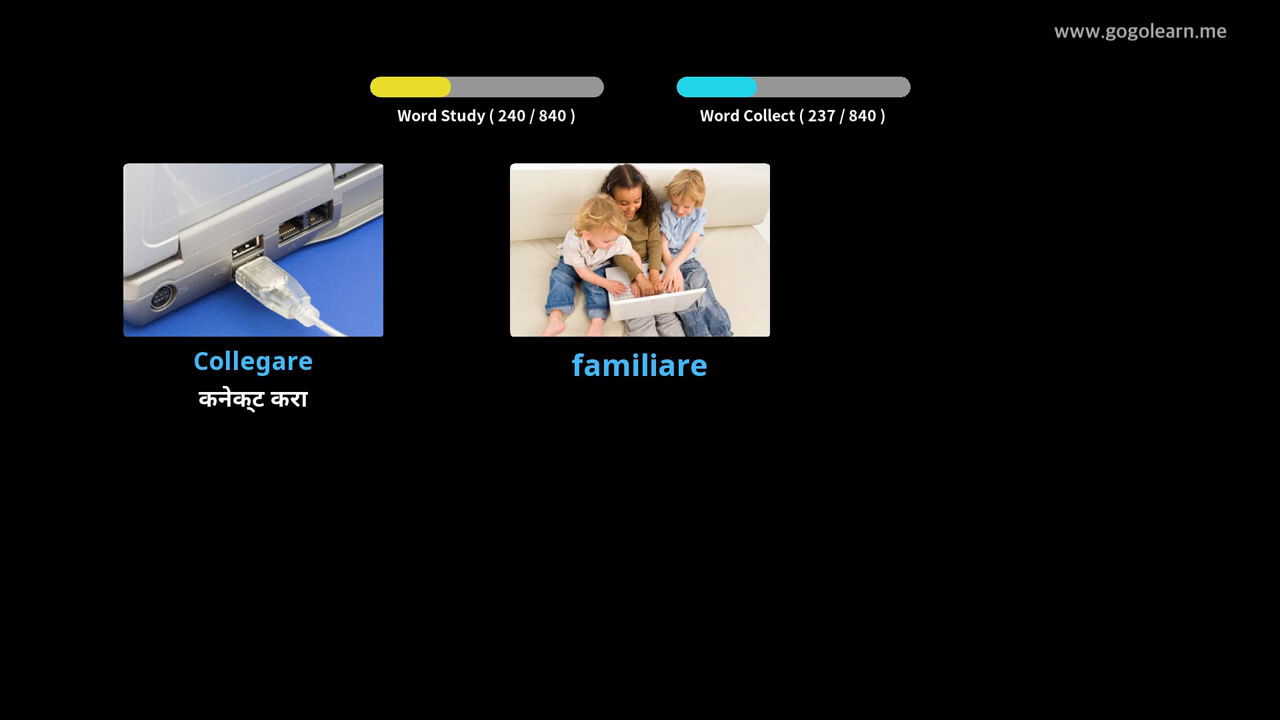 www.gogolearn.me
Word Study ( 240 / 840 )
Word Collect ( 237 / 840 )
Collegare
कनेक्ट करा
familiare